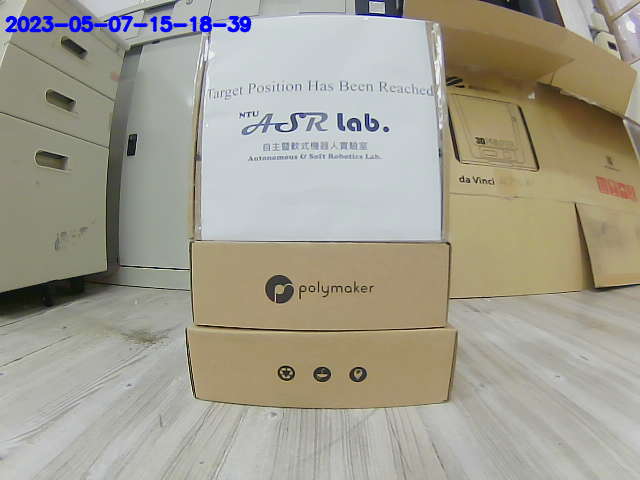 2023-05-07-15-18-39
Target Position Has Been Reached
NTU
ASR Lab.
自主暨軟式機器人實驗室
Autonomous & Soft Robotics Lab.
polymaker
da Vinci